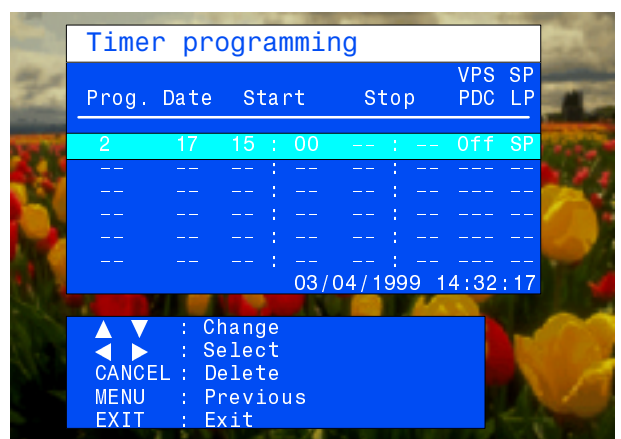 Timer programming
VPS SP
Prog. Date Start Stop PDC LP
2 17 15 : 00 -- : -- Off SP
-- -- -- : -- -- : -- --- --
-- -- -- : -- -- : -- --- --
-- -- -- : -- -- : -- --- --
-- -- -- : -- -- : -- --- --
-- -- -- : -- -- : -- --- --
03/04/1999 14:32:17
▲ ▼ : Change
◀ ▶ : Select
CANCEL : Delete
MENU : Previous
EXIT : Exit